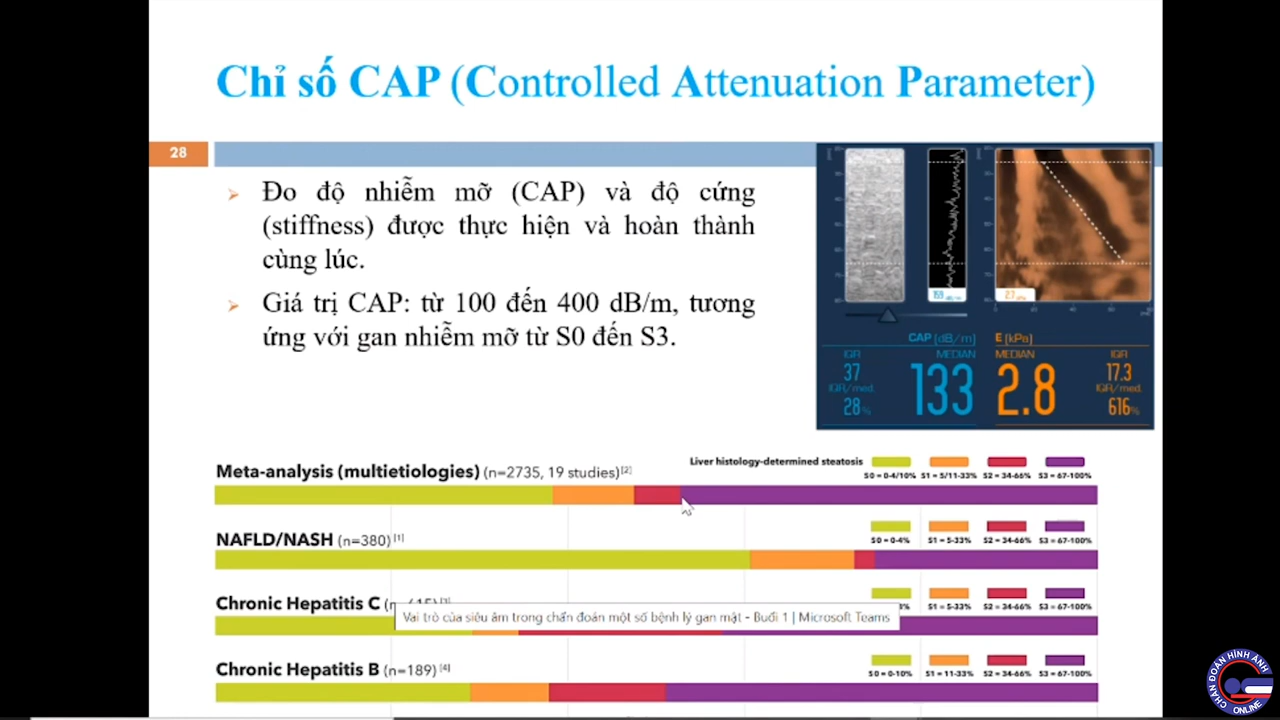 Chỉ số CAP (Controlled Attenuation Parameter)
28
Đo độ nhiễm mỡ (CAP) và độ cứng
(stiffness) được thực hiện và hoàn thành
cùng lúc.
Giá trị CAP: từ 100 đến 400 dB/m, tương
ứng với gan nhiễm mỡ từ S0 đến S3.
CAP (dB/m)
E (kPa)
IQR
MEDIAN
MEDIAN
IQR
37
133
2.8
17.3
IQR/med.
IQR/med.
28%
616%
Meta-analysis (multietiologies) (n=2735, 19 studies)[2]
Liver histology-determined steatosis
S0 = 0-4/10% S1 = 5/11-33% S2 = 34-66% S3 = 67-100%
NAFLD/NASH (n=380) [1]
S0 = 0-4% S1 = 5-33% S2 = 34-66% S3 = 67-100%
Chronic Hepatitis C
S1 = 5-33% S2 = 34-66% S3 = 67-100%
Vai trò của siêu âm trong chẩn đoán một số bệnh lý gan mật - Buổi 1 | Microsoft Teams
Chronic Hepatitis B (n=189) [4]
S0 = 0-10% S1 = 11-33% S2 = 34-66% S3 = 67-100%
CHẨN ĐOÁN HÌNH ẢNH
ONLINE